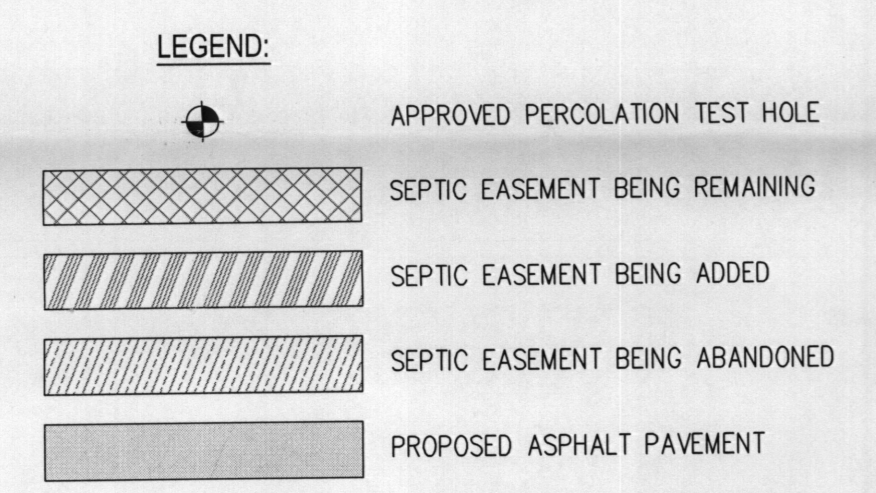 LEGEND:
APPROVED PERCOLATION TEST HOLE
SEPTIC EASEMENT BEING REMAINING
SEPTIC EASEMENT BEING ADDED
SEPTIC EASEMENT BEING ABANDONED
PROPOSED ASPHALT PAVEMENT